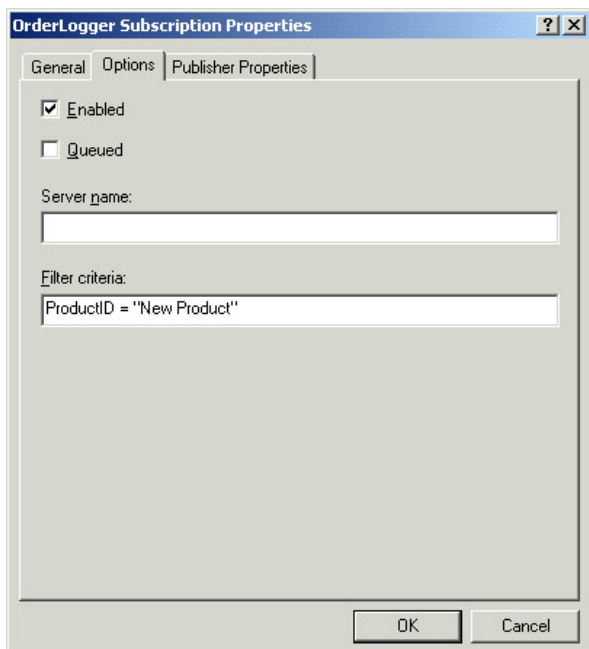 OrderLogger Subscription Properties
General Options Publisher Properties
Enabled
Queued
Server name:
Filter criteria:
ProductID = "New Product"
OK Cancel